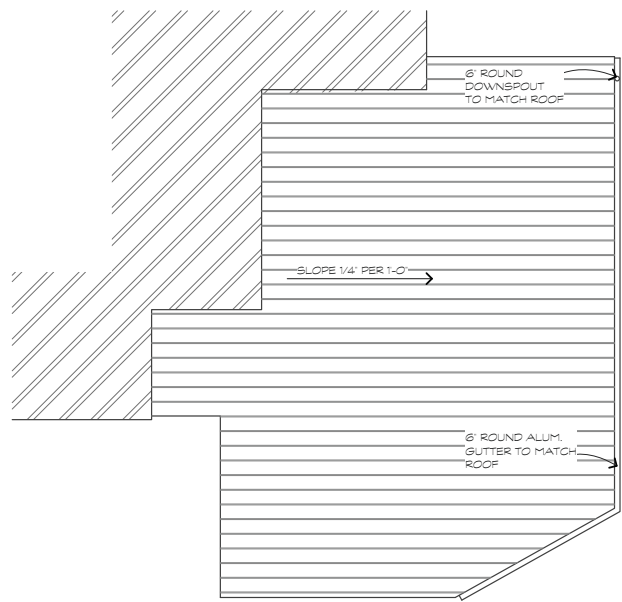 6" ROUND
DOWNSPOUT
TO MATCH ROOF
SLOPE 1/4" PER 1'-0"
6" ROUND ALUM.
GUTTER TO MATCH
ROOF